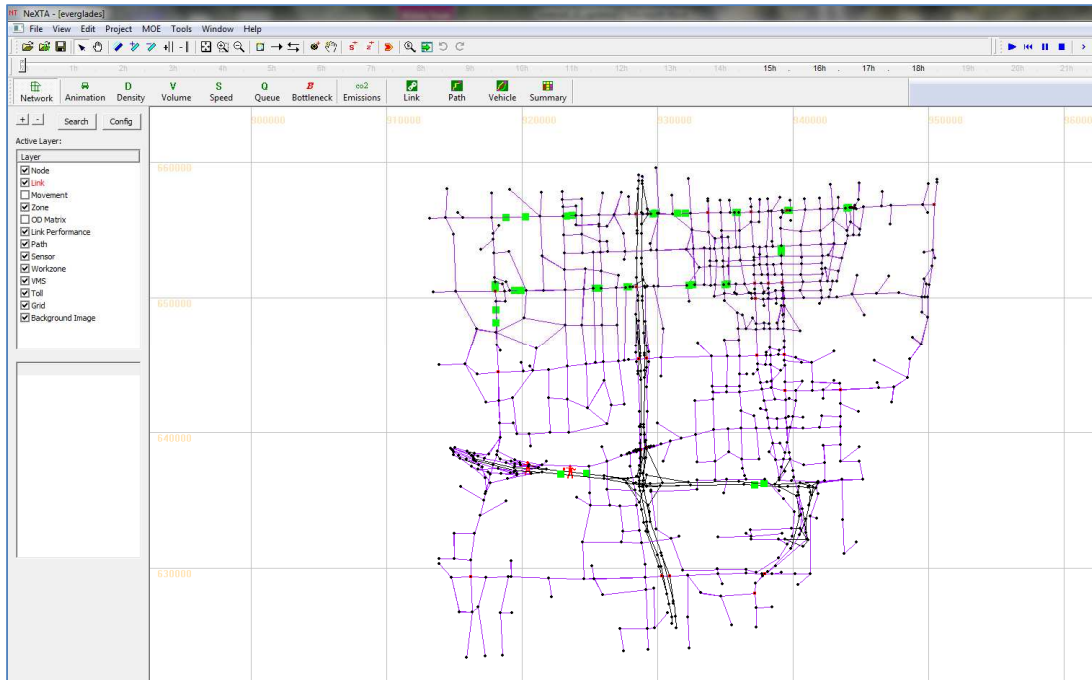 NeXTA - [everglades]
File View Edit Project MOE Tools Window Help
1h 2h 3h 4h 5h 6h 7h 8h 9h 10h 11h 12h 13h 14h 15h 16h 17h 18h 19h 20h 21h
Network Animation Density Volume Speed Queue Bottleneck Emissions Link Path Vehicle Summary
D V S Q B co2
+ - Search Config
Active Layer:
Layer
Node
Link
Movement
Zone
OD Matrix
Link Performance
Path
Sensor
Workzone
VMS
Toll
Grid
Background Image
900000 910000 920000 930000 940000 950000
660000
650000
640000
630000